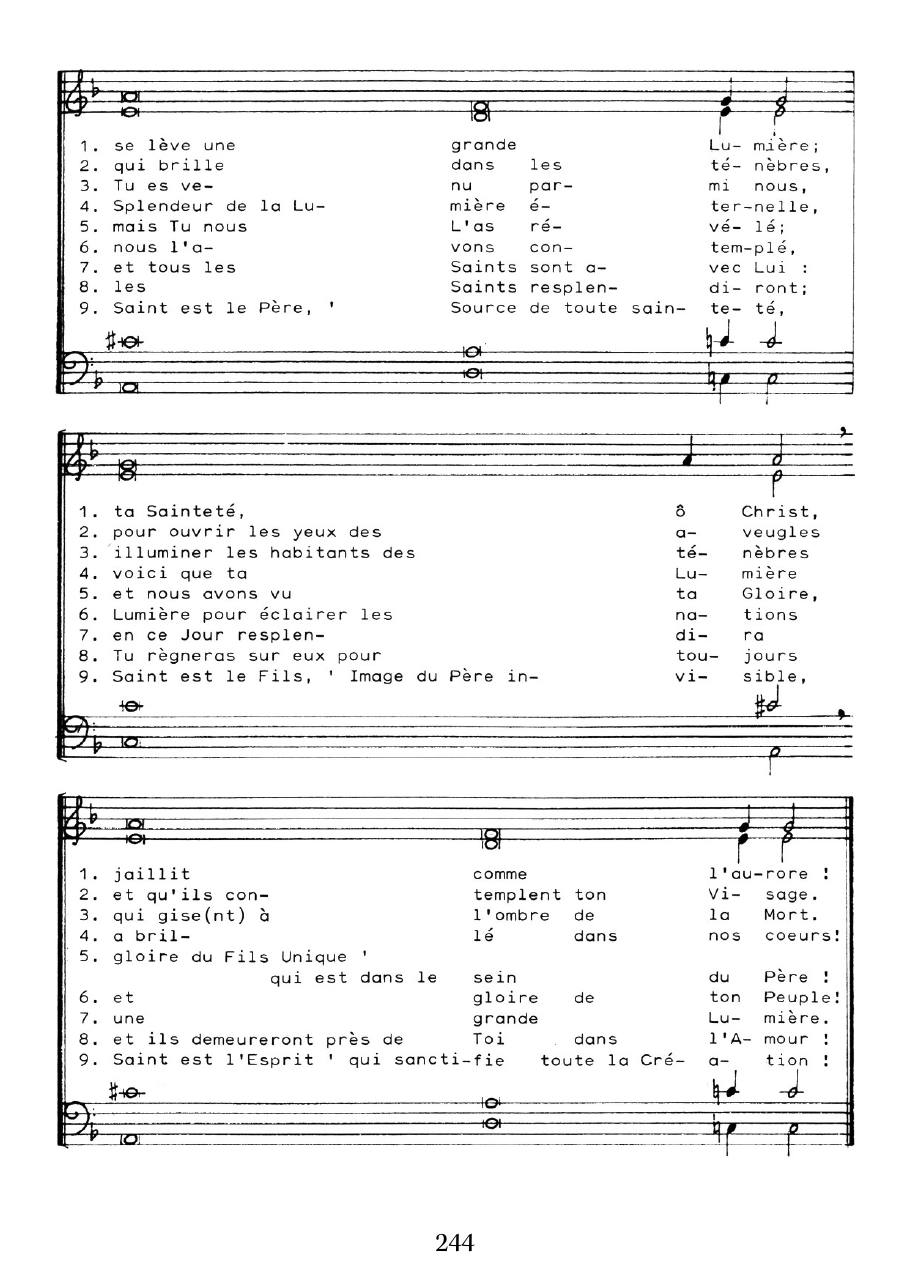 1. se lève une grande Lu- mière;
2. qui brille dans les té- nèbres,
3. Tu es ve- nu par- mi nous,
4. Splendeur de la Lu- mière é- ter-nelle,
5. mais Tu nous L'as ré- vé- lé;
6. nous l'a- vons con- tem-plé,
7. et tous les Saints sont a- vec Lui :
8. les Saints resplen- di- ront;
9. Saint est le Père, ' Source de toute sain- te- té,
1. ta Sainteté, ô Christ,
2. pour ouvrir les yeux des a- veugles
3. illuminer les habitants des té- nèbres
4. voici que ta Lu- mière
5. et nous avons vu ta Gloire,
6. Lumière pour éclairer les na- tions
7. en ce Jour resplen- di- ra
8. Tu règneras sur eux pour tou- jours
9. Saint est le Fils, ' Image du Père in- vi- sible,
1. jaillit comme l'au-rore !
2. et qu'ils con- templent ton Vi- sage.
3. qui gise(nt) à l'ombre de la Mort.
4. a bril- lé dans nos coeurs!
5. gloire du Fils Unique '
qui est dans le sein du Père !
6. et gloire de ton Peuple!
7. une grande Lu- mière.
8. et ils demeureront près de Toi dans l'A- mour !
9. Saint est l'Esprit ' qui sancti-fie toute la Cré- a- tion !
244